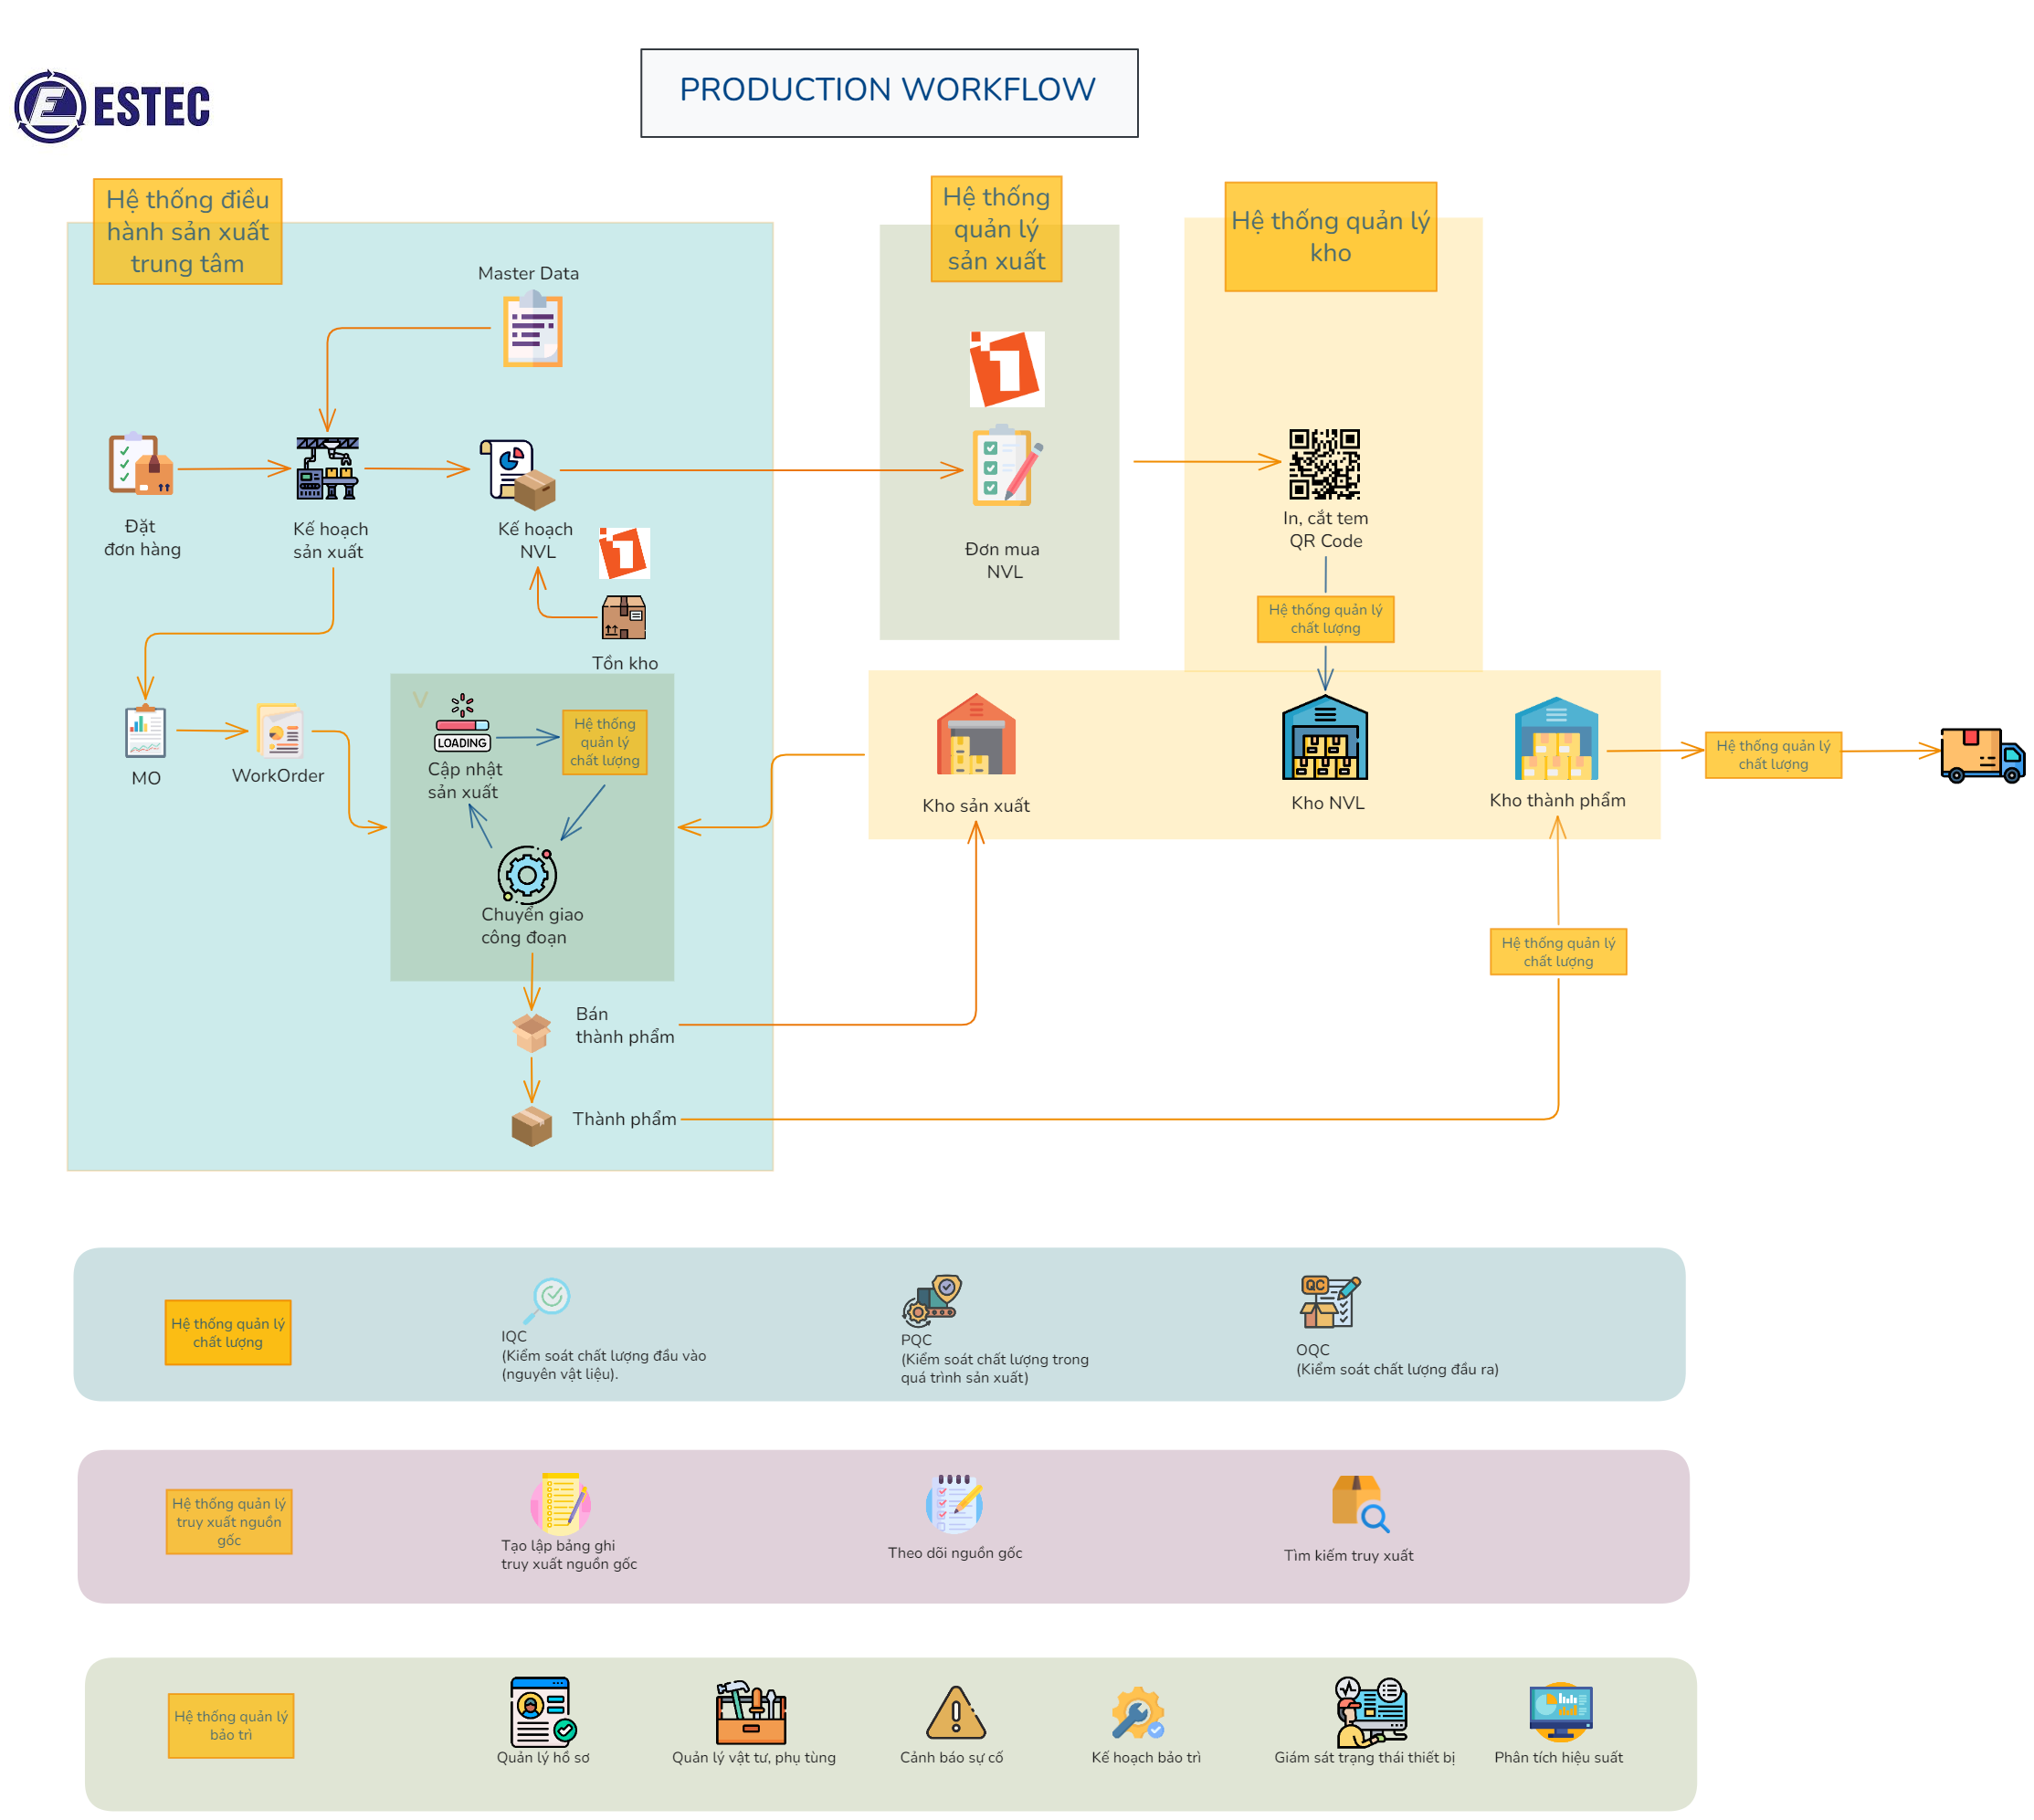 PRODUCTION WORKFLOW
ESTEC
Hệ thống điều
hành sản xuất
trung tâm
Hệ thống
quản lý
sản xuất
Hệ thống quản lý
kho
Master Data
Đặt
đơn hàng
Kế hoạch
sản xuất
Kế hoạch
NVL
Tồn kho
Đơn mua
NVL
In, cắt tem
QR Code
Hệ thống quản lý
chất lượng
MO
WorkOrder
V
LOADING
Cập nhật
sản xuất
Hệ thống
quản lý
chất lượng
Chuyển giao
công đoạn
Kho sản xuất
Kho NVL
Kho thành phẩm
Hệ thống quản lý
chất lượng
Hệ thống quản lý
chất lượng
Bán
thành phẩm
Thành phẩm
Hệ thống quản lý
chất lượng
IQC
(Kiểm soát chất lượng đầu vào
(nguyên vật liệu).
PQC
(Kiểm soát chất lượng trong
quá trình sản xuất)
QC
OQC
(Kiểm soát chất lượng đầu ra)
Hệ thống quản lý
truy xuất nguồn
gốc
Tạo lập bảng ghi
truy xuất nguồn gốc
Theo dõi nguồn gốc
Tìm kiếm truy xuất
Hệ thống quản lý
bảo trì
Quản lý hồ sơ
Quản lý vật tư, phụ tùng
Cảnh báo sự cố
Kế hoạch bảo trì
Giám sát trạng thái thiết bị
Phân tích hiệu suất